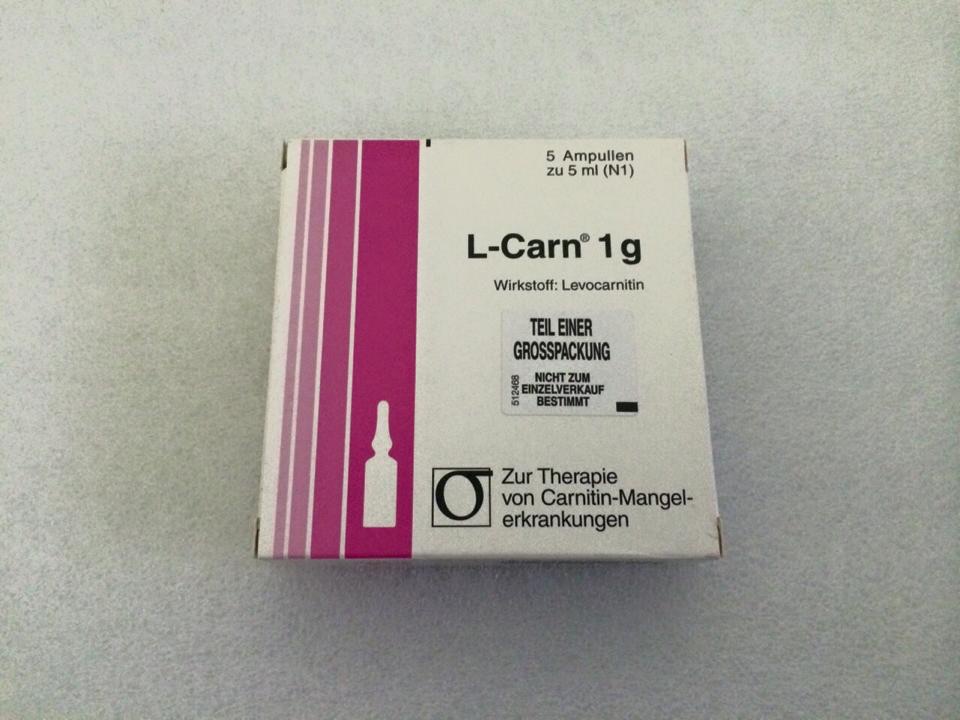 5 Ampullen
zu 5 ml (N1)
L-Carn® 1 g
Wirkstoff: Levocarnitin
TEIL EINER
GROSSPACKUNG
NICHT ZUM
EINZELVERKAUF
BESTIMMT
512468
Zur Therapie
von Carnitin-Mangel-
erkrankungen